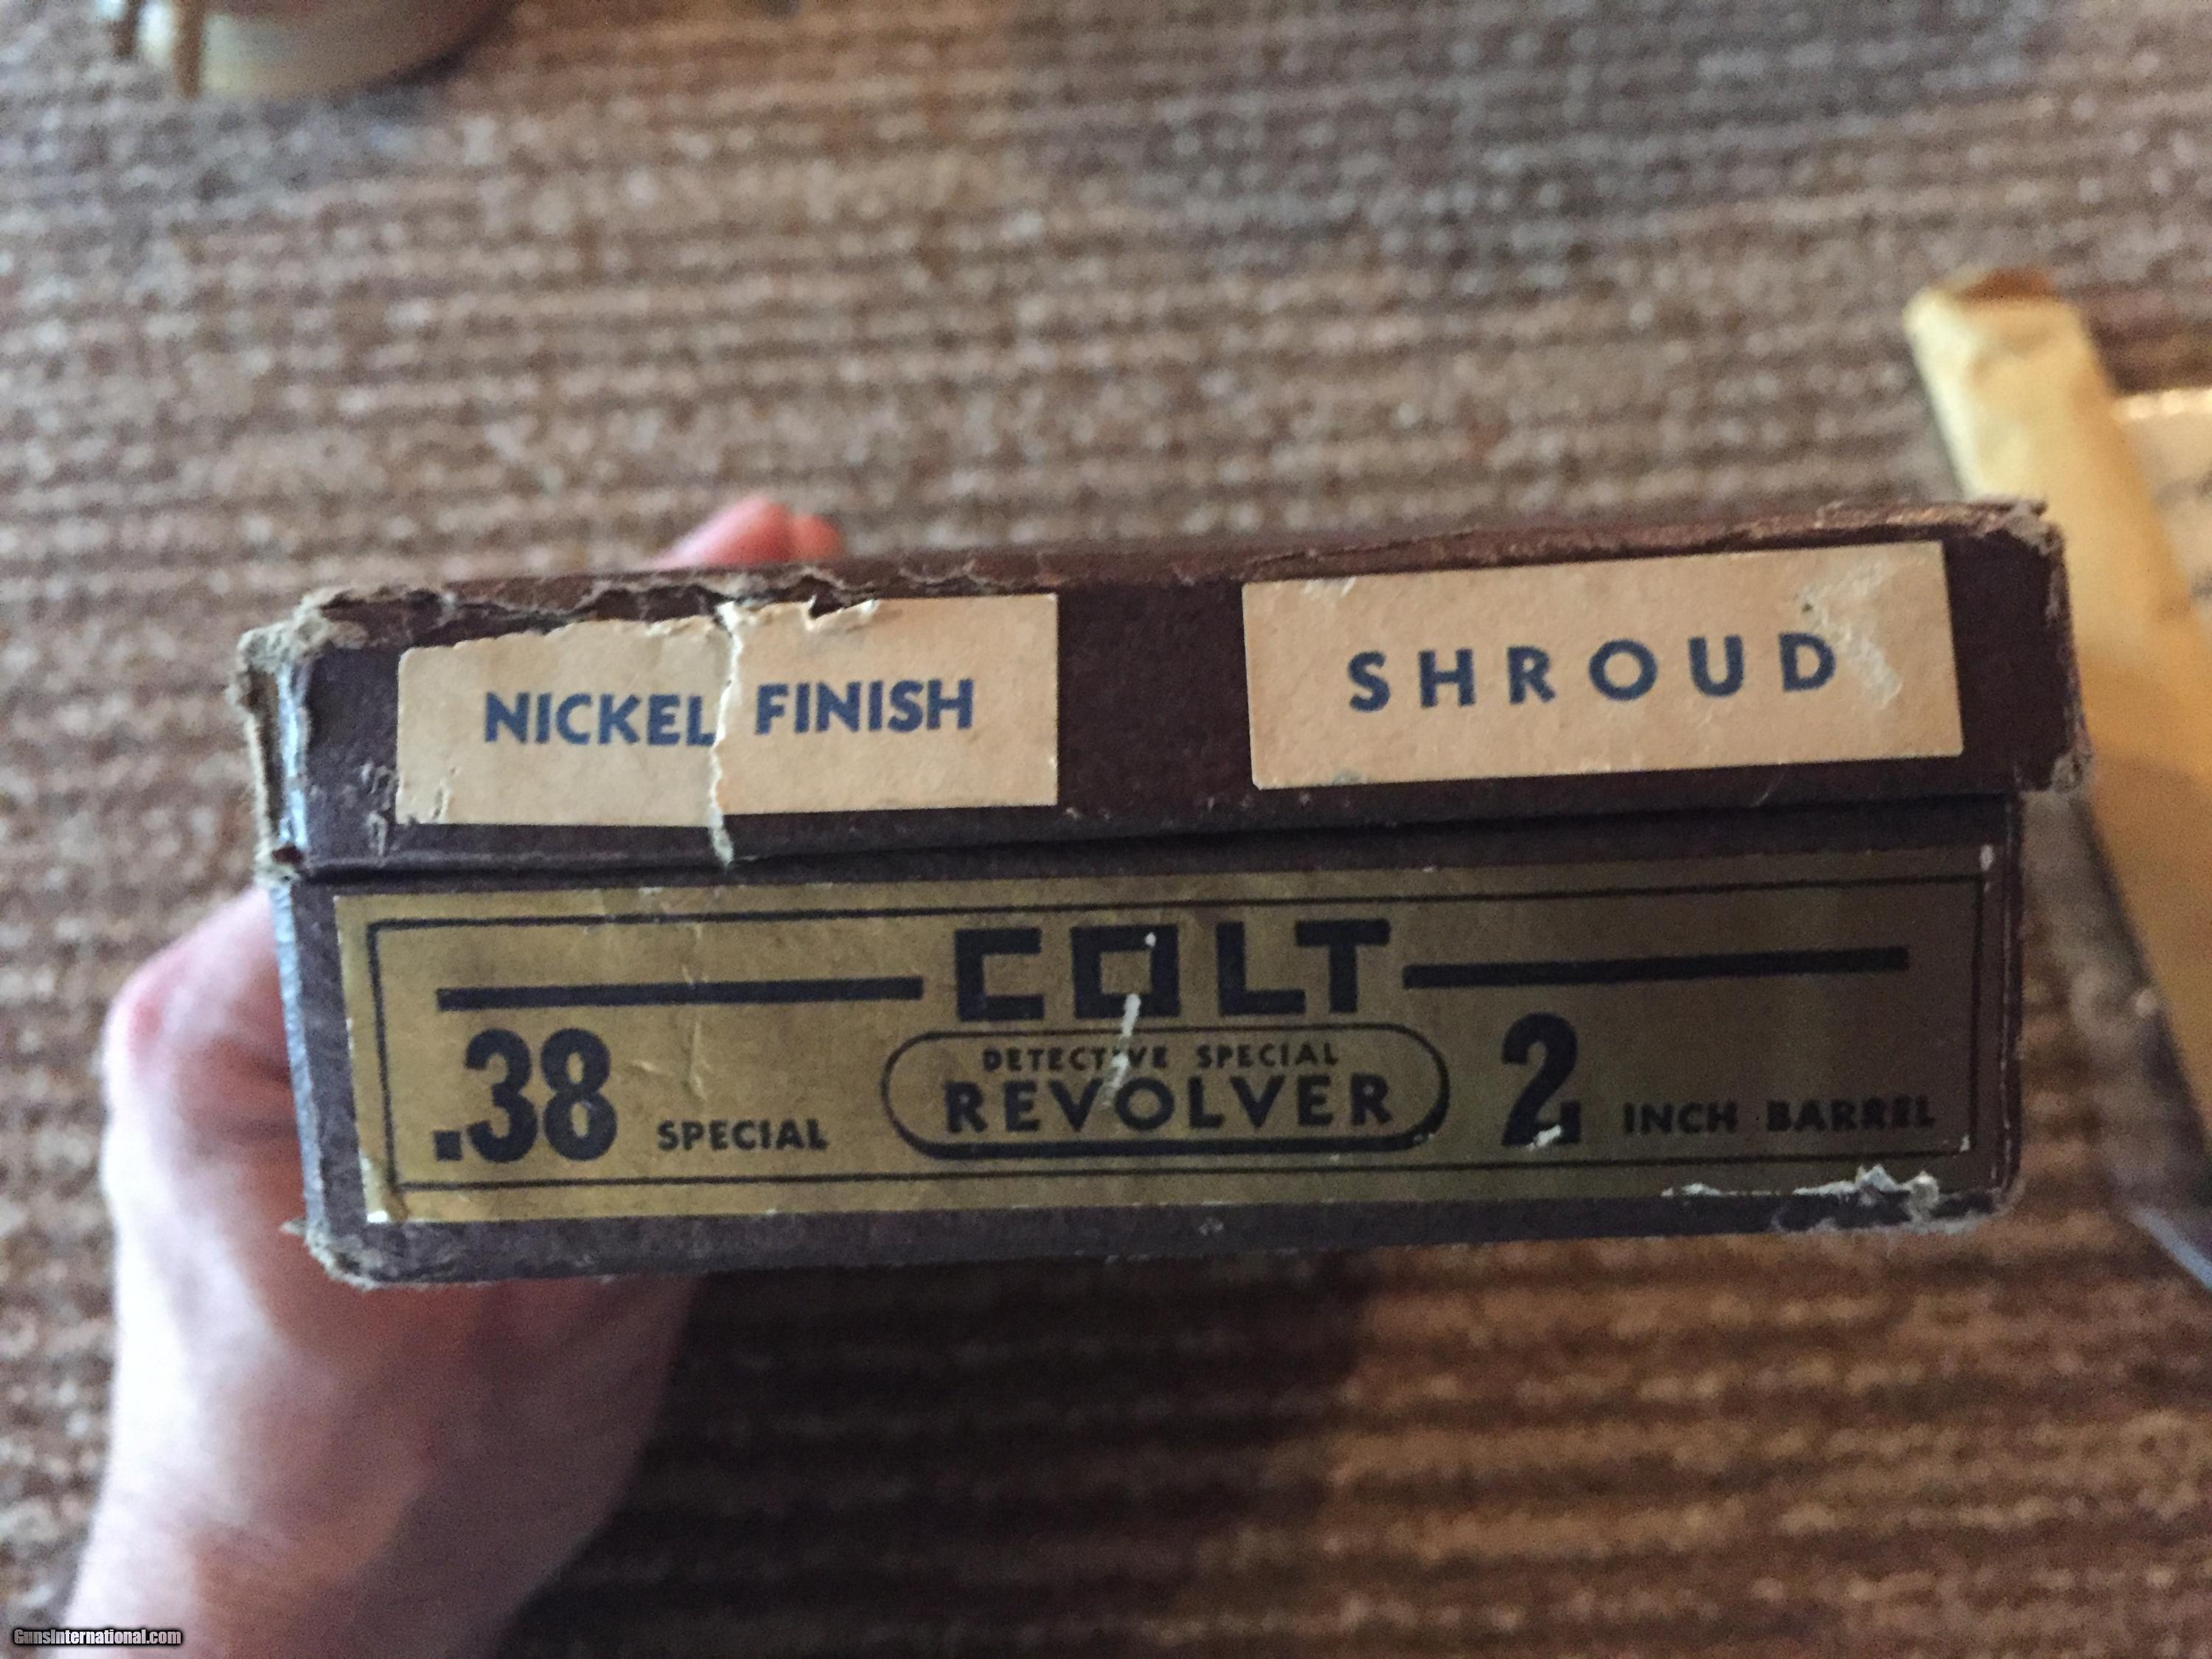 NICKEL FINISH
SHROUD
COLT
.38 SPECIAL
DETECTIVE SPECIAL
REVOLVER
2 INCH BARREL
GunsInternational.com